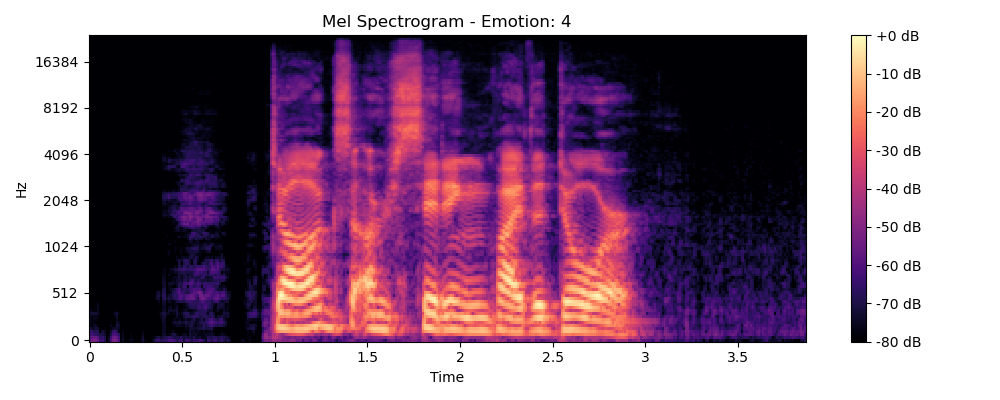 Mel Spectrogram - Emotion: 4
Hz
16384
8192
4096
2048
1024
512
0
0 0.5 1 1.5 2 2.5 3 3.5
Time
+0 dB
-10 dB
-20 dB
-30 dB
-40 dB
-50 dB
-60 dB
-70 dB
-80 dB